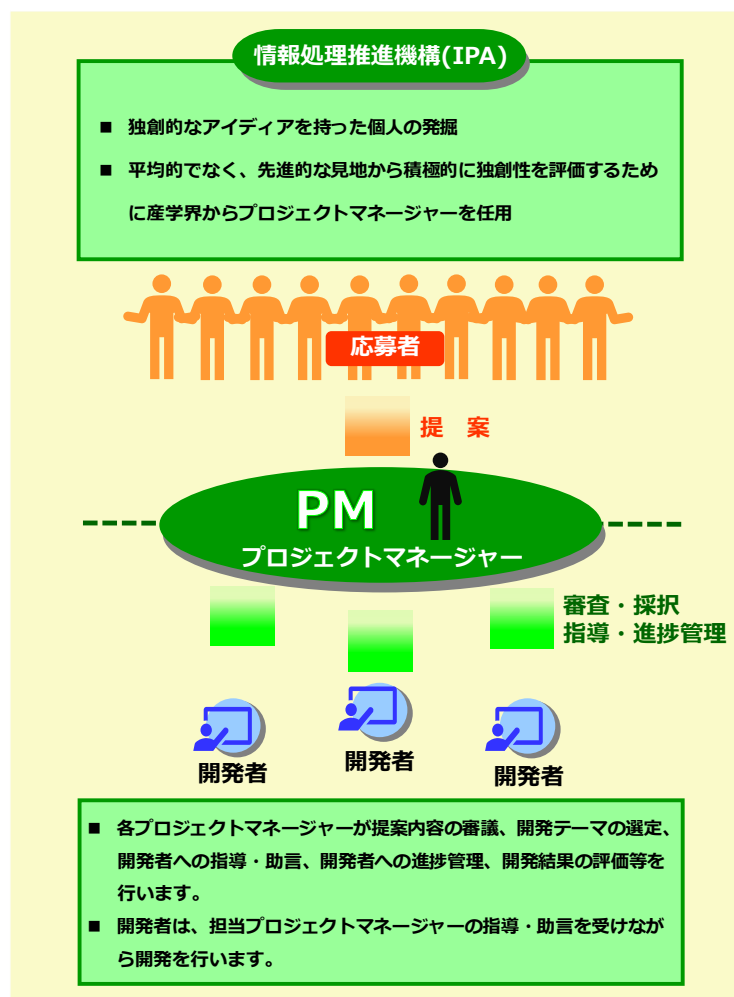 情報処理推進機構(IPA)
■ 独創的なアイディアを持った個人の発掘
■ 平均的でなく、先進的な見地から積極的に独創性を評価するため
に産学界からプロジェクトマネージャーを任用
応募者
提　案
PM
プロジェクトマネージャー
審査・採択
指導・進捗管理
開発者
開発者
開発者
■ 各プロジェクトマネージャーが提案内容の審議、開発テーマの選定、
開発者への指導・助言、開発者への進捗管理、開発結果の評価等を
行います。
■ 開発者は、担当プロジェクトマネージャーの指導・助言を受けなが
ら開発を行います。